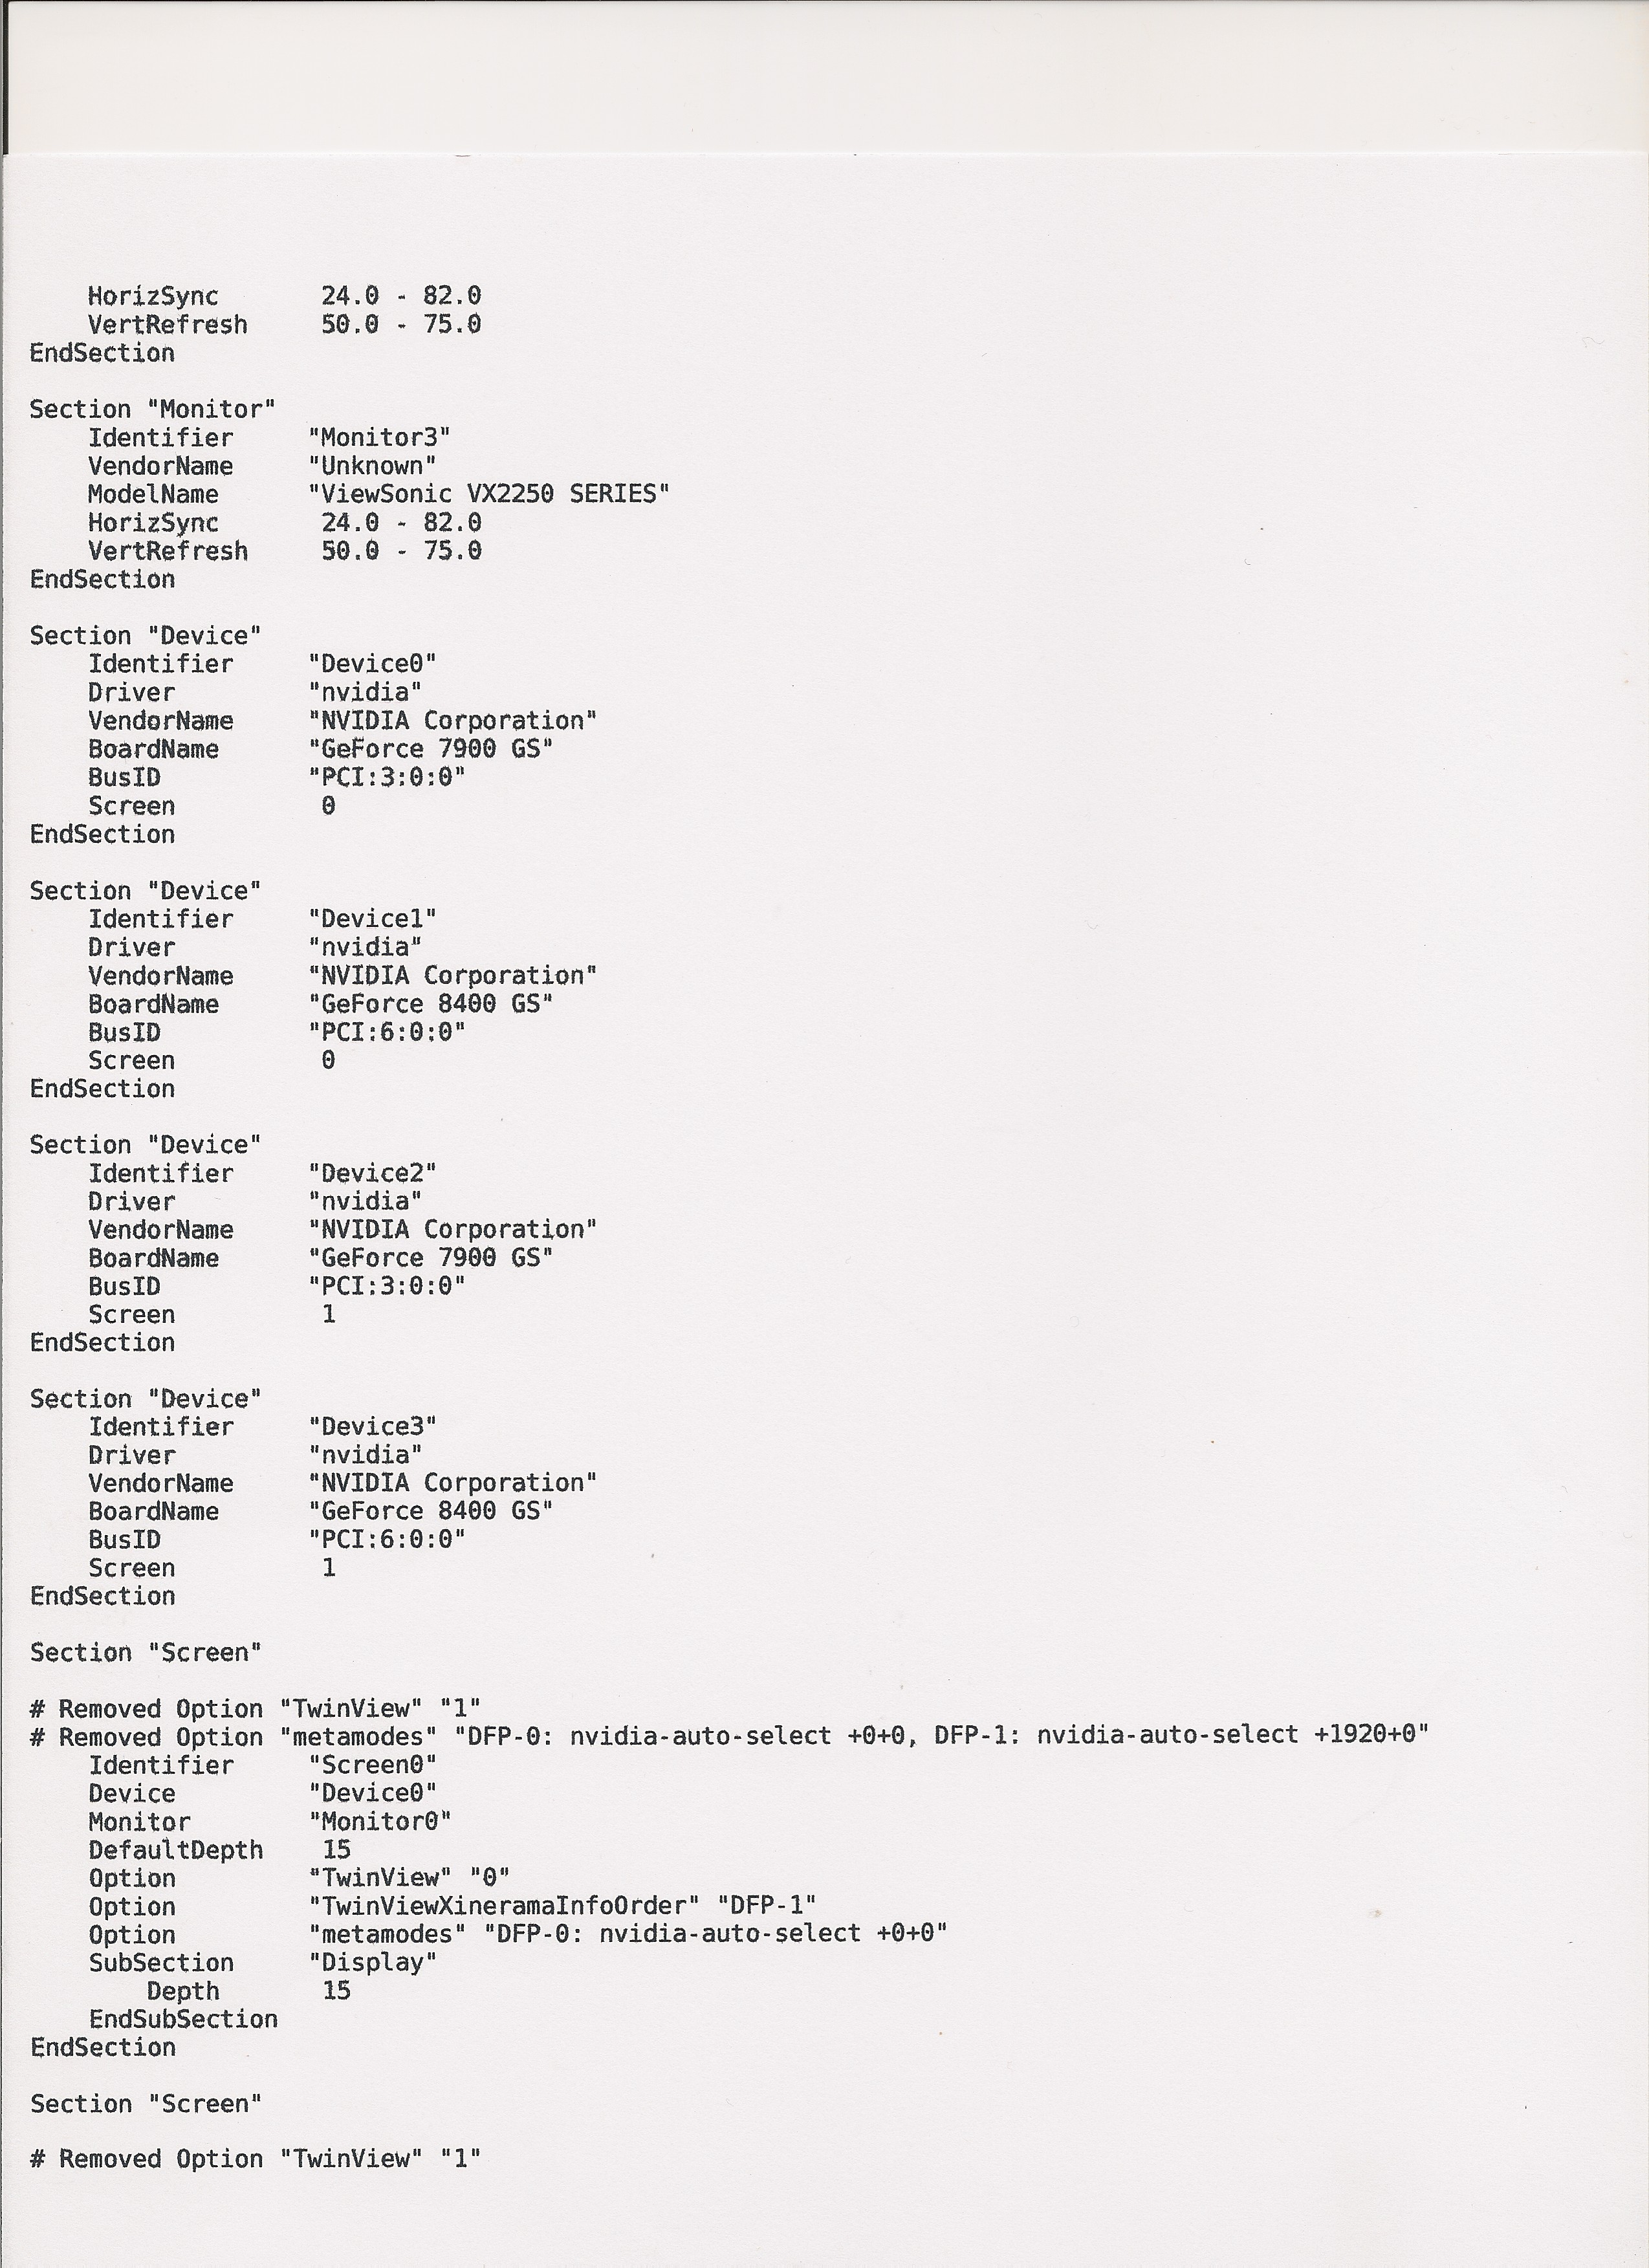 HorizSync       24.0 - 82.0
    VertRefresh     50.0 - 75.0
EndSection

Section "Monitor"
    Identifier     "Monitor3"
    VendorName     "Unknown"
    ModelName      "ViewSonic VX2250 SERIES"
    HorizSync       24.0 - 82.0
    VertRefresh     50.0 - 75.0
EndSection

Section "Device"
    Identifier     "Device0"
    Driver         "nvidia"
    VendorName     "NVIDIA Corporation"
    BoardName      "GeForce 7900 GS"
    BusID          "PCI:3:0:0"
    Screen          0
EndSection

Section "Device"
    Identifier     "Device1"
    Driver         "nvidia"
    VendorName     "NVIDIA Corporation"
    BoardName      "GeForce 8400 GS"
    BusID          "PCI:6:0:0"
    Screen          0
EndSection

Section "Device"
    Identifier     "Device2"
    Driver         "nvidia"
    VendorName     "NVIDIA Corporation"
    BoardName      "GeForce 7900 GS"
    BusID          "PCI:3:0:0"
    Screen          1
EndSection

Section "Device"
    Identifier     "Device3"
    Driver         "nvidia"
    VendorName     "NVIDIA Corporation"
    BoardName      "GeForce 8400 GS"
    BusID          "PCI:6:0:0"
    Screen          1
EndSection

Section "Screen"

# Removed Option "TwinView" "1"
# Removed Option "metamodes" "DFP-0: nvidia-auto-select +0+0, DFP-1: nvidia-auto-select +1920+0"
    Identifier     "Screen0"
    Device         "Device0"
    Monitor        "Monitor0"
    DefaultDepth    15
    Option         "TwinView" "0"
    Option         "TwinViewXineramaInfoOrder" "DFP-1"
    Option         "metamodes" "DFP-0: nvidia-auto-select +0+0"
    SubSection     "Display"
        Depth       15
    EndSubSection
EndSection

Section "Screen"

# Removed Option "TwinView" "1"